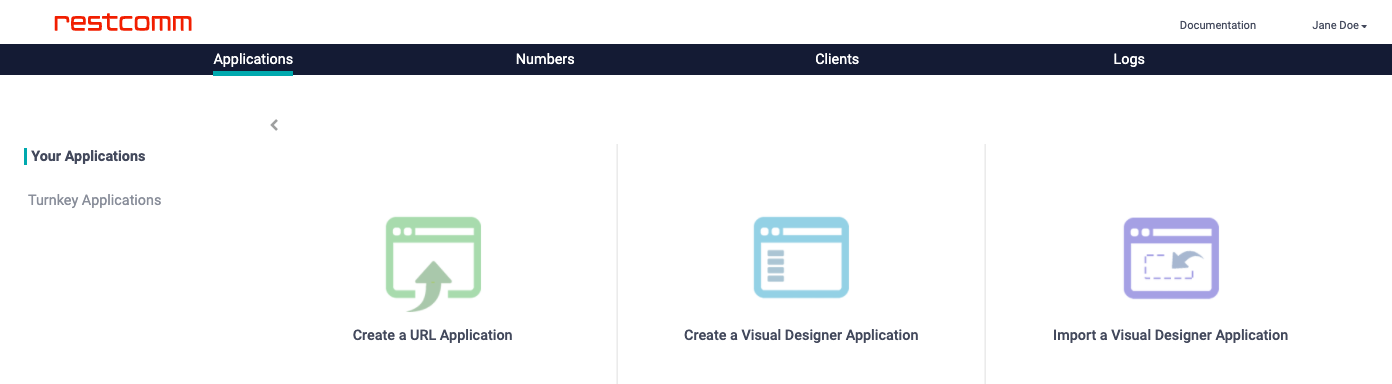 restcomm
Documentation
Jane Doe
Applications
Numbers
Clients
Logs
Your Applications
Turnkey Applications
Create a URL Application
Create a Visual Designer Application
Import a Visual Designer Application